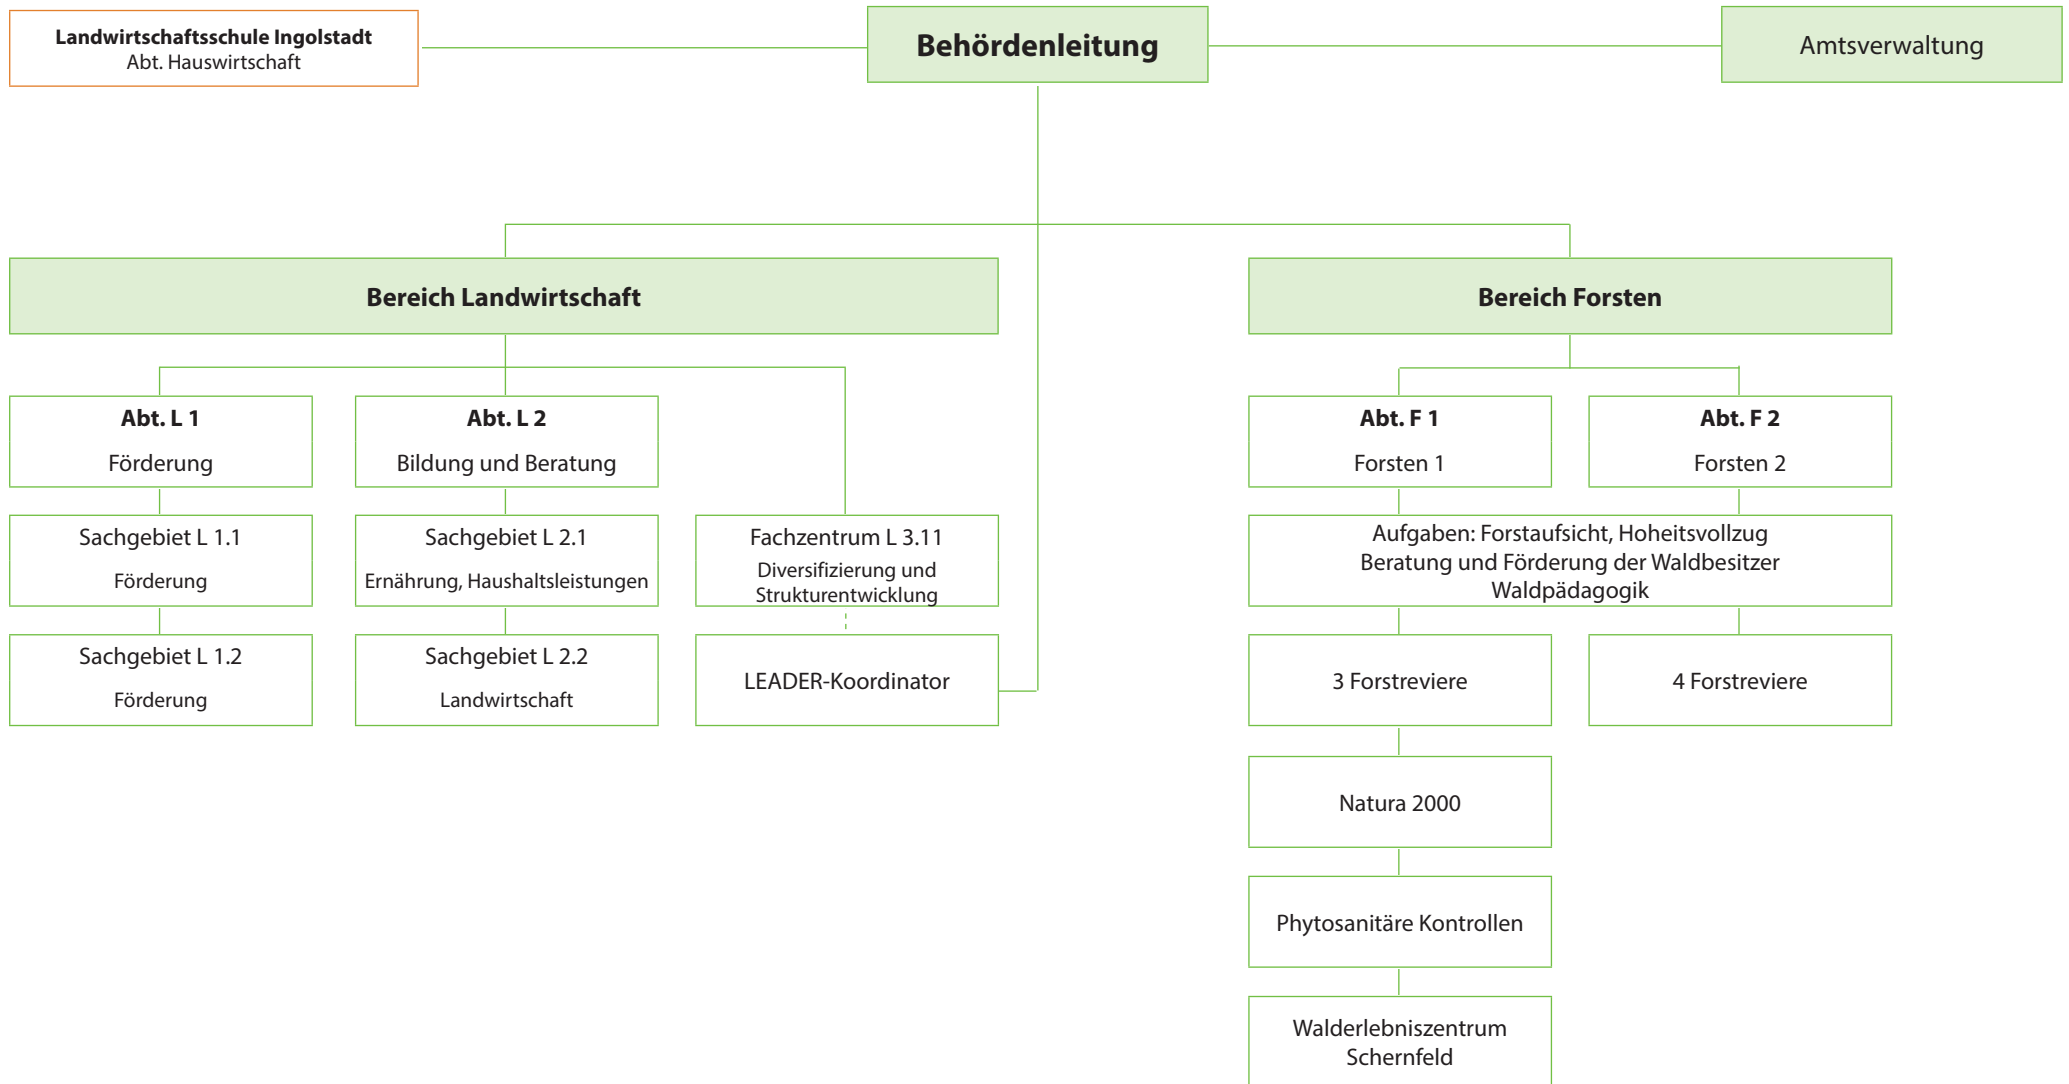 Landwirtschaftsschule Ingolstadt
Abt. Hauswirtschaft
Behördenleitung
Amtsverwaltung
Bereich Landwirtschaft
Bereich Forsten
Abt. L 1
Förderung
Abt. L 2
Bildung und Beratung
Abt. F 1
Forsten 1
Abt. F 2
Forsten 2
Sachgebiet L 1.1
Förderung
Sachgebiet L 2.1
Ernährung, Haushaltsleistungen
Fachzentrum L 3.11
Diversifizierung und
Strukturentwicklung
Aufgaben: Forstaufsicht, Hoheitsvollzug
Beratung und Förderung der Waldbesitzer
Waldpädagogik
Sachgebiet L 1.2
Förderung
Sachgebiet L 2.2
Landwirtschaft
LEADER-Koordinator
3 Forstreviere
4 Forstreviere
Natura 2000
Phytosanitäre Kontrollen
Walderlebniszentrum
Schernfeld